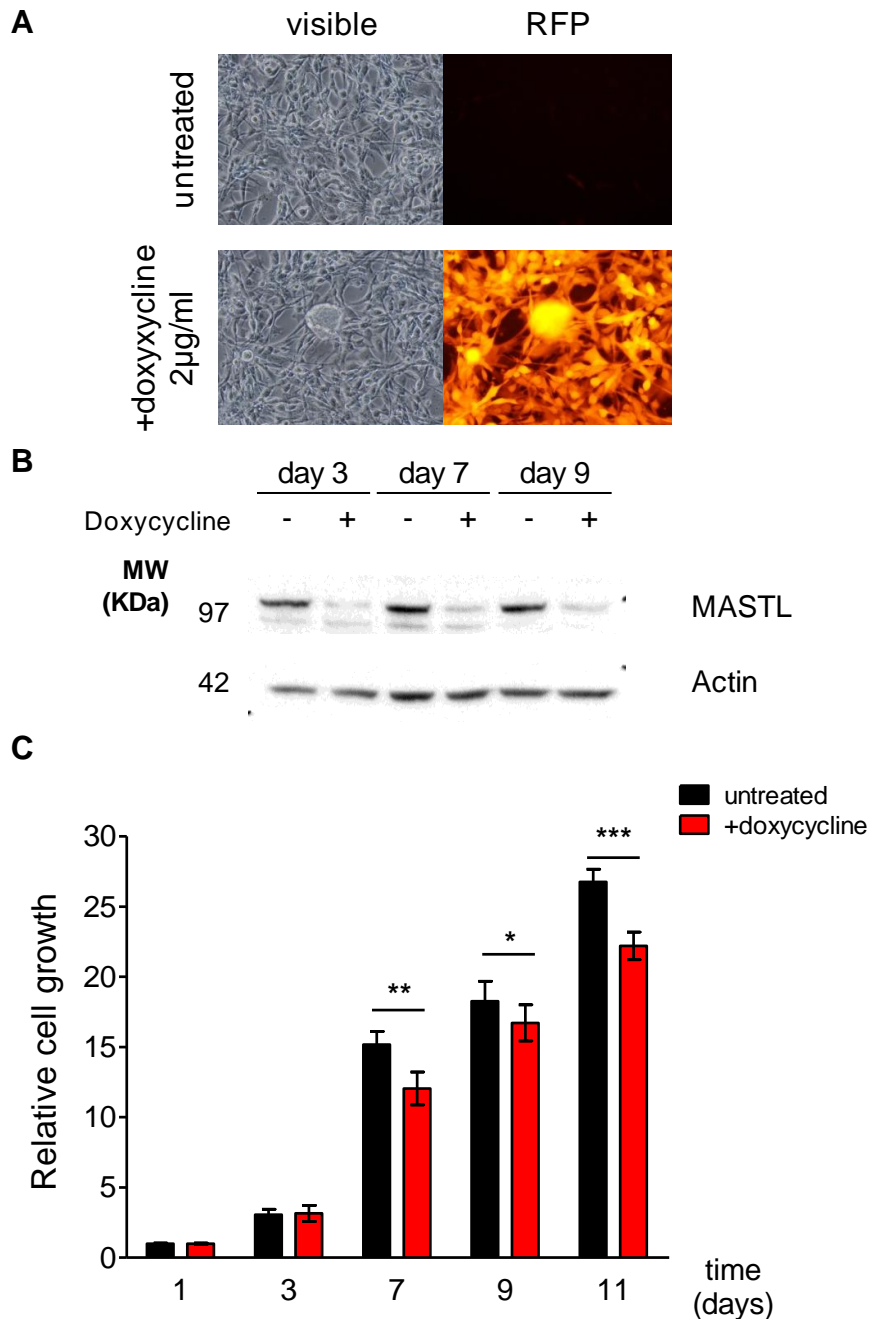 A
visible RFP
untreated
+doxyxycline
2µg/ml
B
day 3 day 7 day 9
Doxycycline - + - + - +
MW
(KDa)
97 MASTL
42 Actin
C
untreated
+doxycycline
Relative cell growth
30
25
20
15
10
5
0
**
*
***
1 3 7 9 11
time
(days)